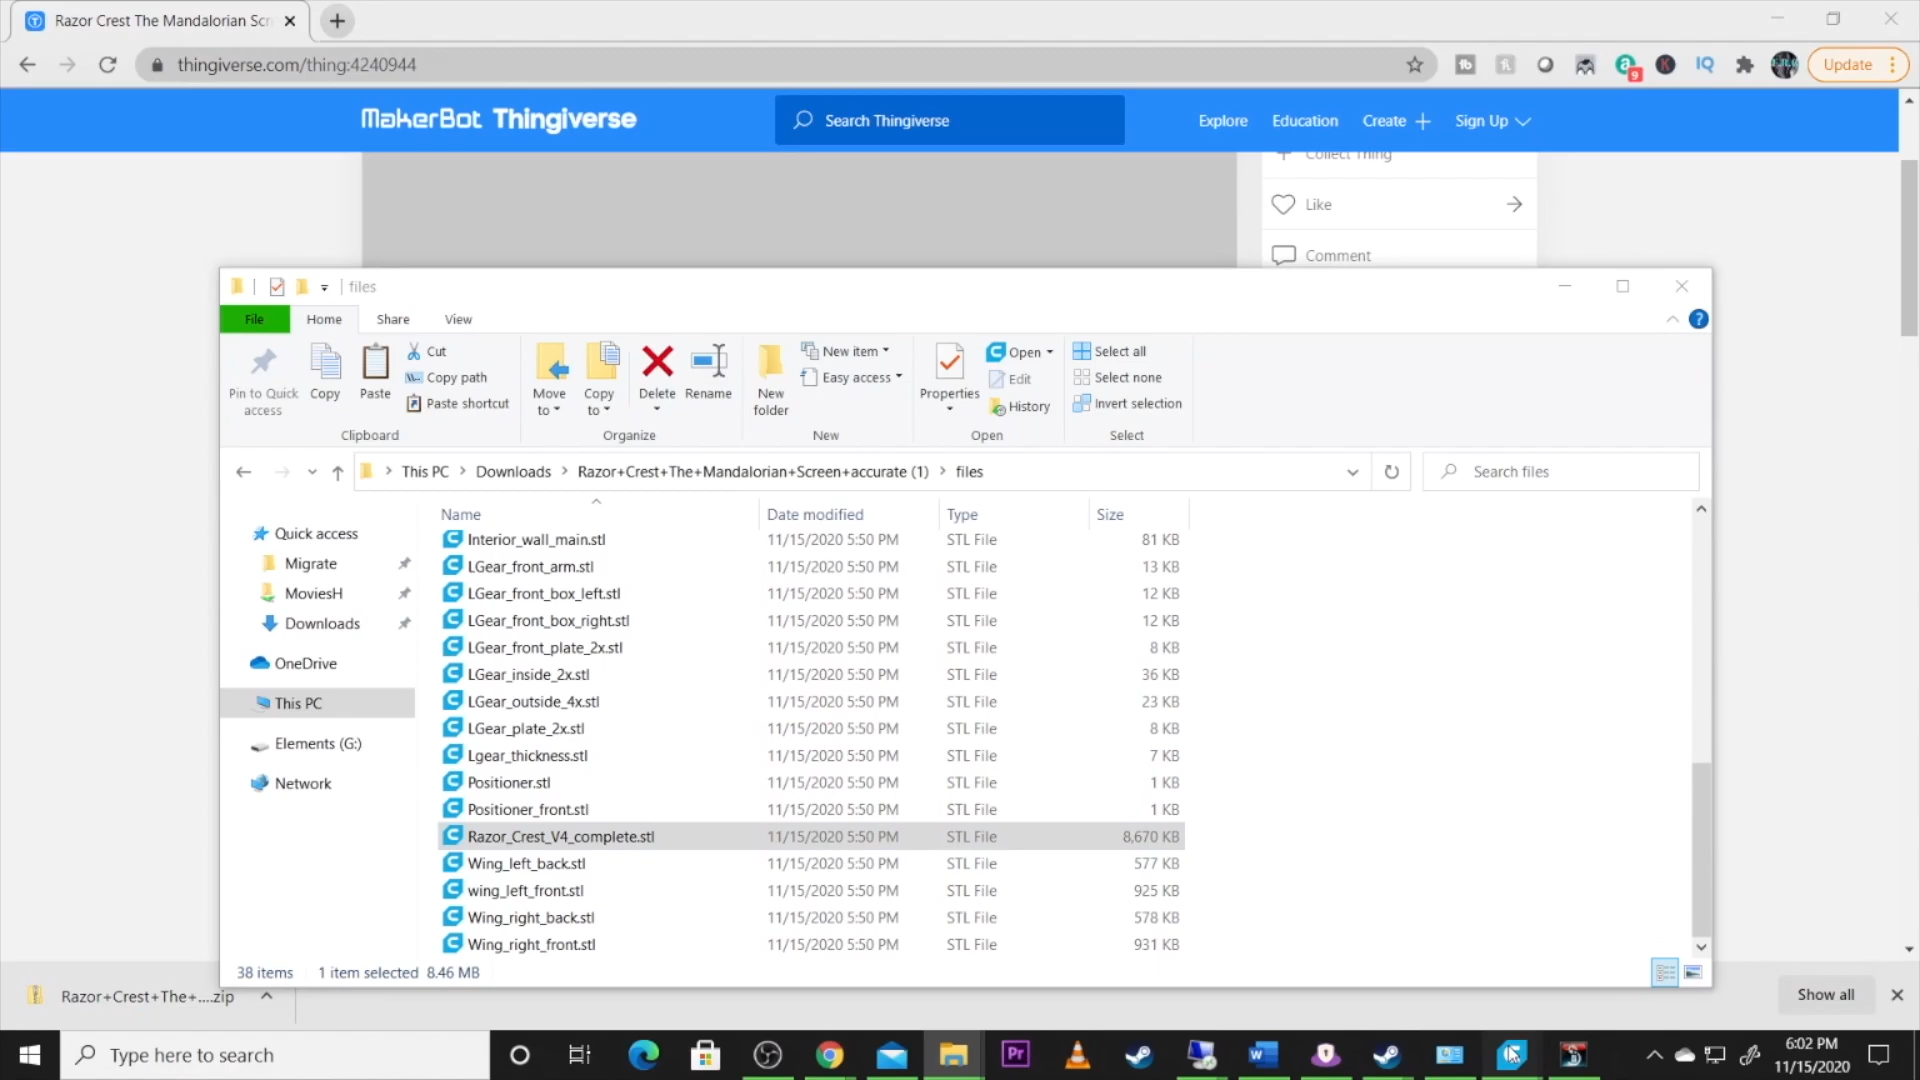 Razor Crest The Mandalorian Scr
thingiverse.com/thing:4240944
9
IQ
Update
MakerBot Thingiverse
Search Thingiverse
Explore
Education
Create
Sign Up
Collect Thing
Like
Comment
files
File
Home
Share
View
Pin to Quick access
Copy
Paste
Cut
Copy path
Paste shortcut
Clipboard
Move to
Copy to
Delete
Rename
Organize
New folder
New item
Easy access
New
Properties
Open
Edit
History
Open
Select all
Select none
Invert selection
Select
This PC > Downloads > Razor+Crest+The+Mandalorian+Screen+accurate (1) > files
Search files
Quick access
Migrate
MoviesH
Downloads
OneDrive
This PC
Elements (G:)
Network
Name Date modified Type Size
Interior_wall_main.stl 11/15/2020 5:50 PM STL File 81 KB
LGear_front_arm.stl 11/15/2020 5:50 PM STL File 13 KB
LGear_front_box_left.stl 11/15/2020 5:50 PM STL File 12 KB
LGear_front_box_right.stl 11/15/2020 5:50 PM STL File 12 KB
LGear_front_plate_2x.stl 11/15/2020 5:50 PM STL File 8 KB
LGear_inside_2x.stl 11/15/2020 5:50 PM STL File 36 KB
LGear_outside_4x.stl 11/15/2020 5:50 PM STL File 23 KB
LGear_plate_2x.stl 11/15/2020 5:50 PM STL File 8 KB
Lgear_thickness.stl 11/15/2020 5:50 PM STL File 7 KB
Positioner.stl 11/15/2020 5:50 PM STL File 1 KB
Positioner_front.stl 11/15/2020 5:50 PM STL File 1 KB
Razor_Crest_V4_complete.stl 11/15/2020 5:50 PM STL File 8,670 KB
Wing_left_back.stl 11/15/2020 5:50 PM STL File 577 KB
wing_left_front.stl 11/15/2020 5:50 PM STL File 925 KB
Wing_right_back.stl 11/15/2020 5:50 PM STL File 578 KB
Wing_right_front.stl 11/15/2020 5:50 PM STL File 931 KB
38 items 1 item selected 8.46 MB
Razor+Crest+The+....zip
Show all
Type here to search
Pr
6:02 PM
11/15/2020